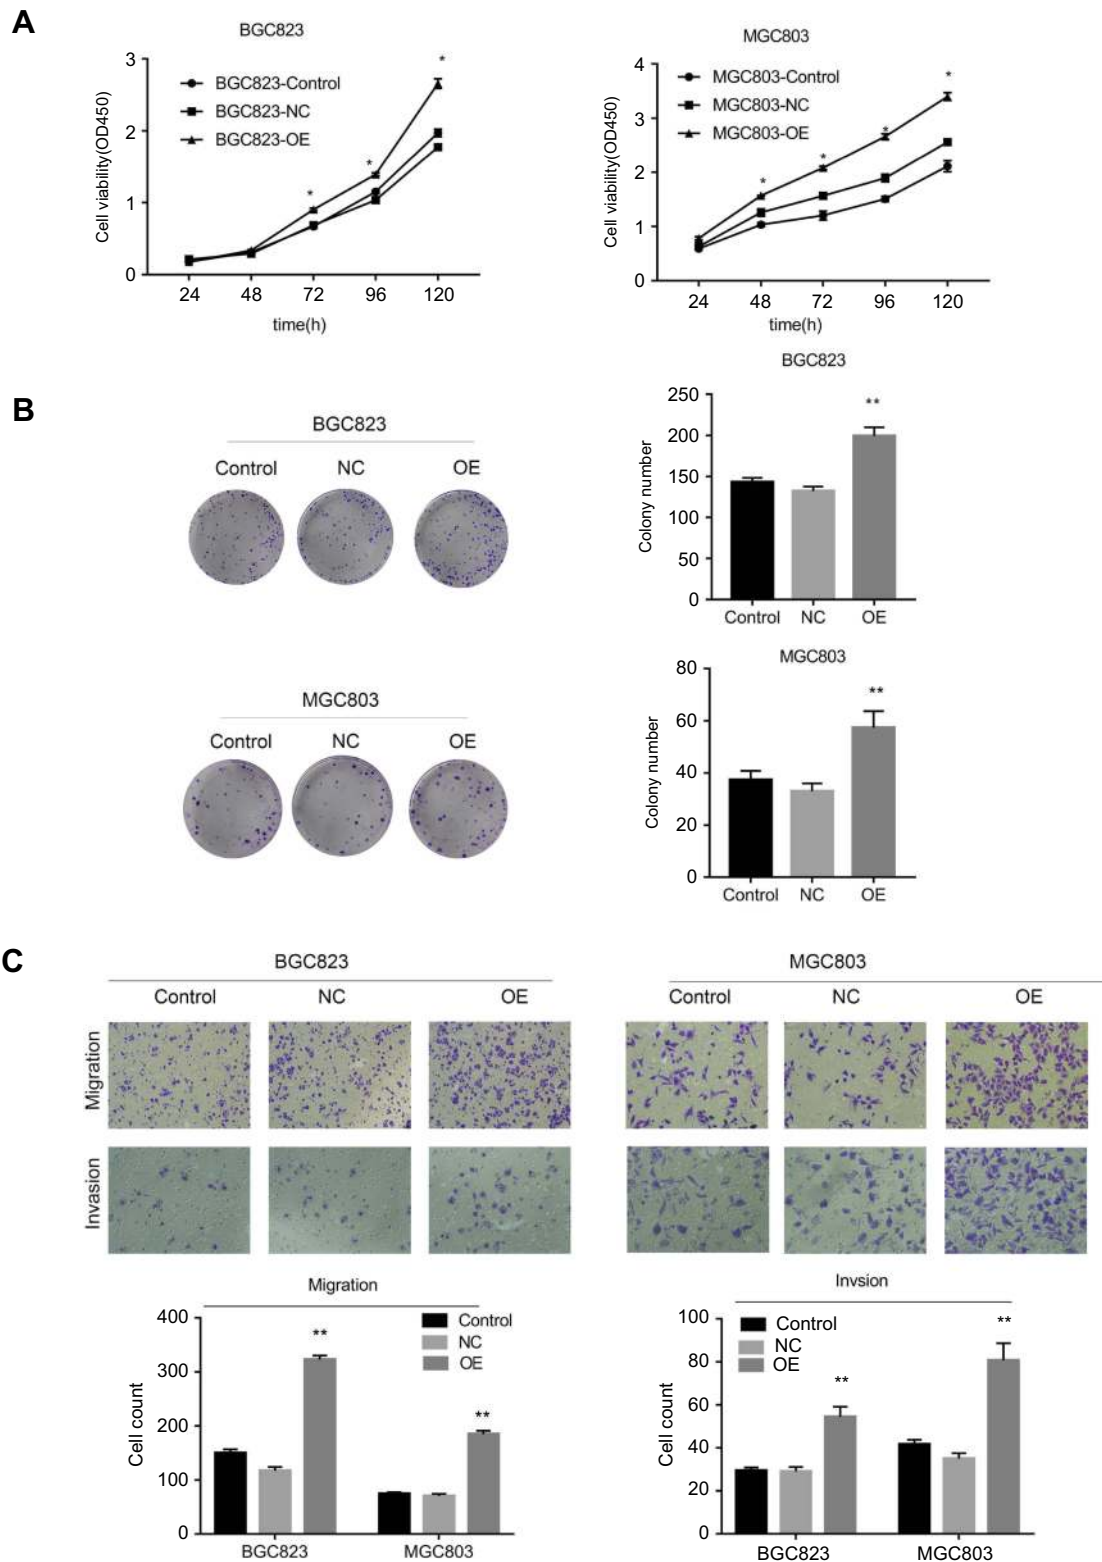 A
BGC823
3
2
1
0
Cell viability(OD450)
BGC823-Control
BGC823-NC
BGC823-OE
*
*
*
24 48 72 96 120
time(h)
MGC803
4
3
2
1
0
Cell viability(OD450)
MGC803-Control
MGC803-NC
MGC803-OE
*
*
*
*
24 48 72 96 120
time(h)
B
BGC823
Control NC OE
BGC823
250
200
150
100
50
0
Colony number
**
Control NC OE
MGC803
Control NC OE
MGC803
80
60
40
20
0
Colony number
**
Control NC OE
C
BGC823
Control NC OE
MGC803
Control NC OE
Migration
Invasion
Migration
400
300
200
100
0
Cell count
Control
NC
OE
**
**
BGC823 MGC803
Invsion
100
80
60
40
20
0
Cell count
Control
NC
OE
**
**
BGC823 MGC803